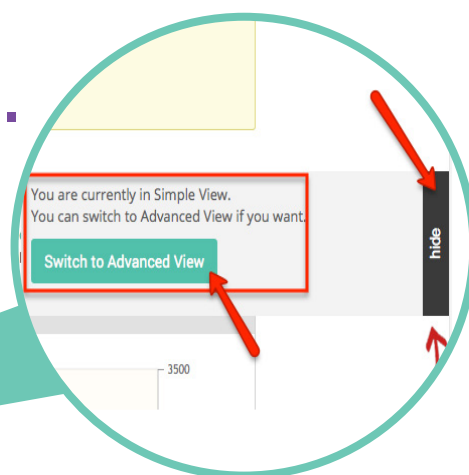 You are currently in Simple View.
You can switch to Advanced View if you want.
Switch to Advanced View
hide
3500